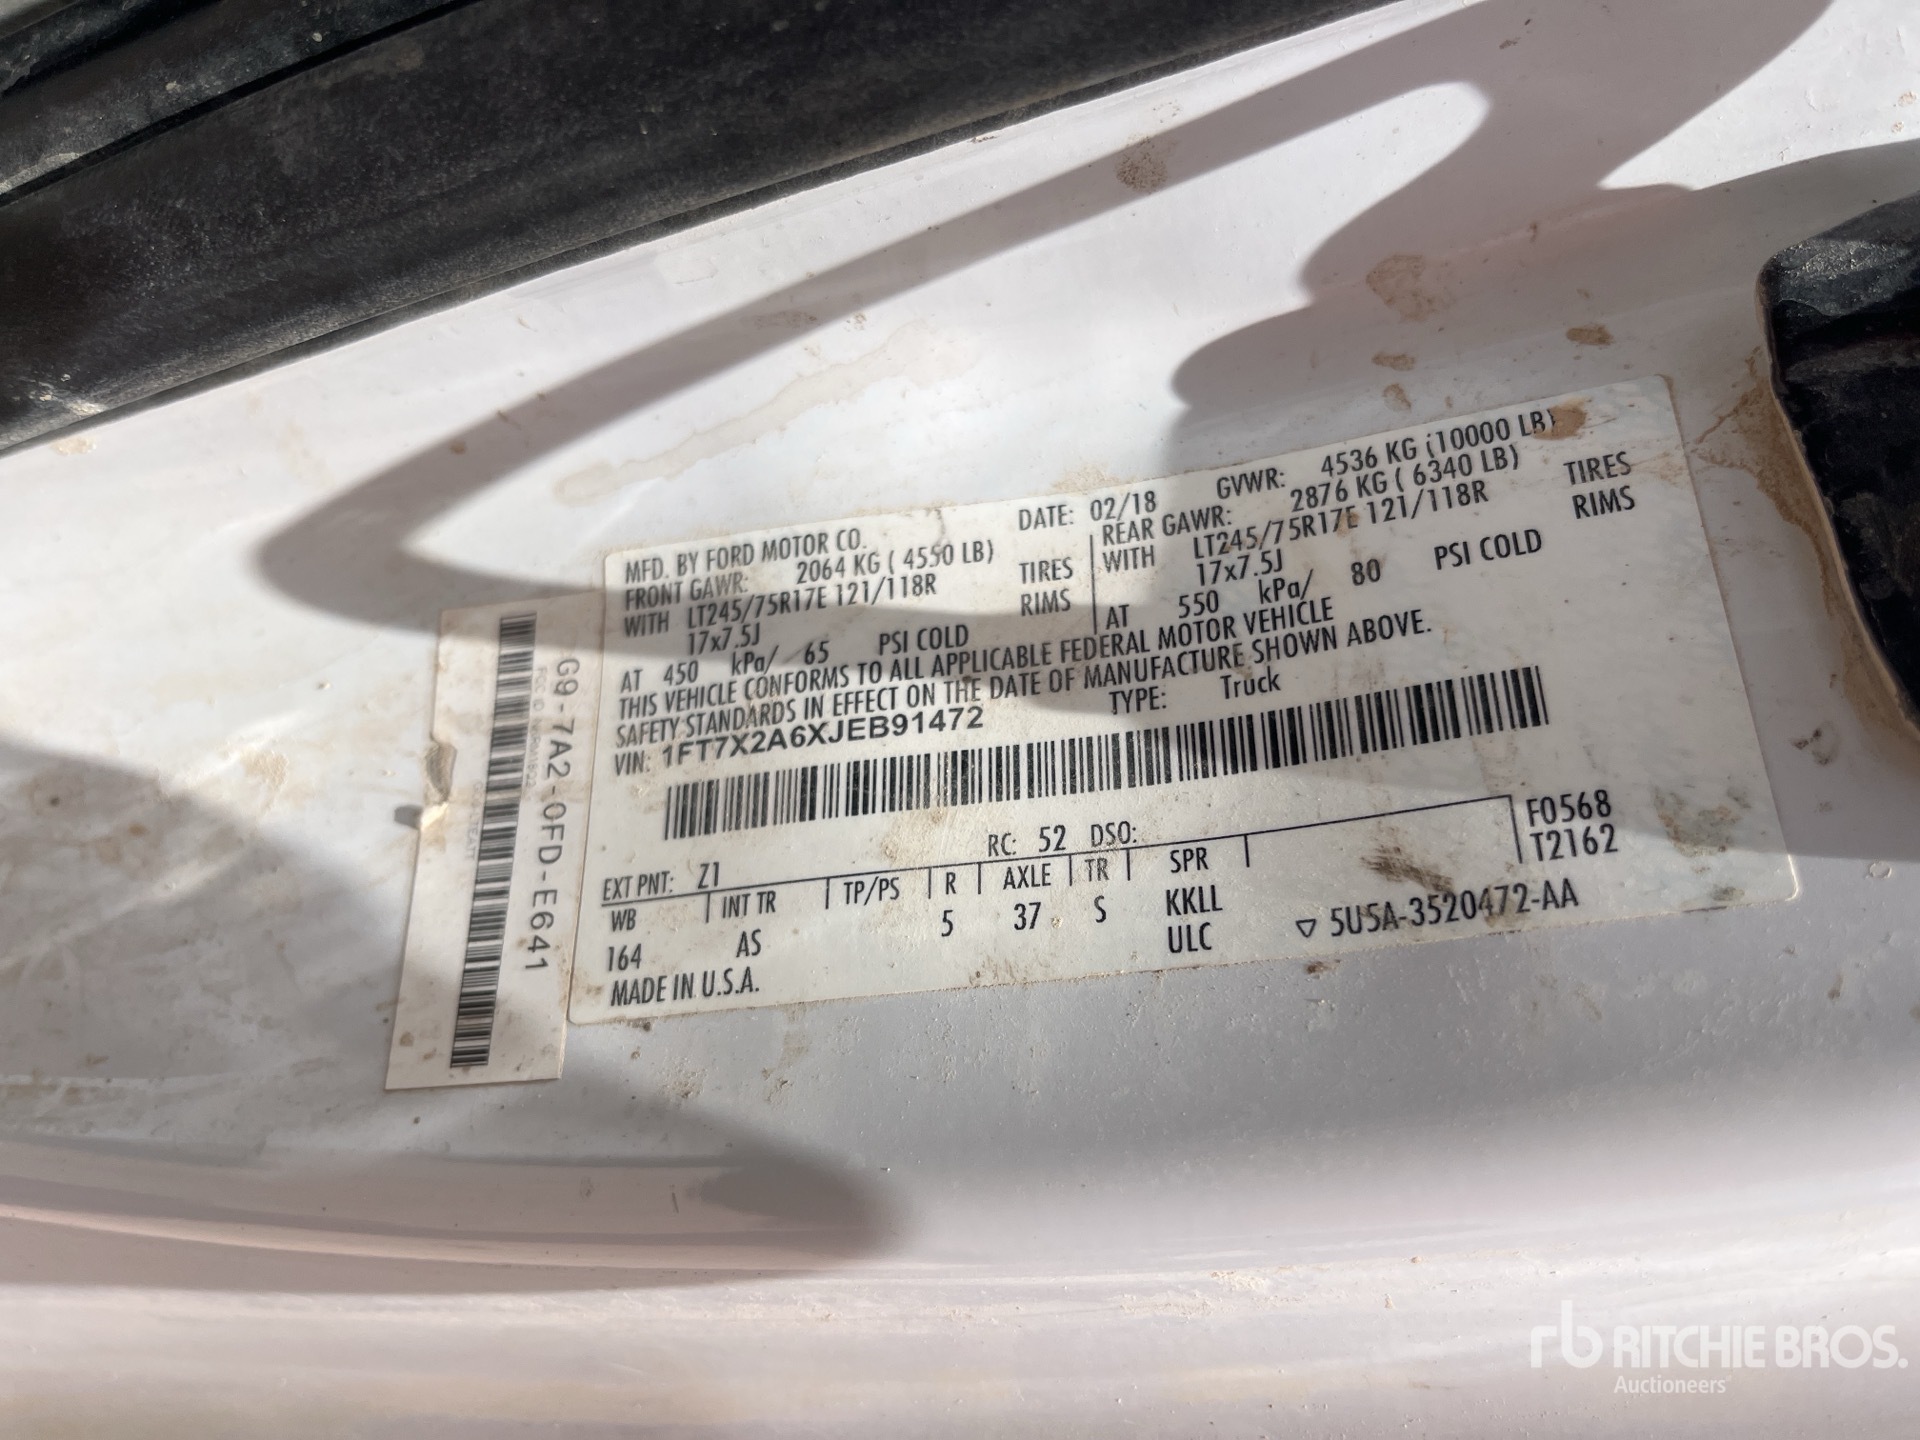 MFD. BY FORD MOTOR CO.
DATE: 02/18
GVWR: 4536 KG (10000 LB)
FRONT GAWR: 2064 KG ( 4550 LB)
REAR GAWR: 2876 KG ( 6340 LB)
WITH LT245/75R17E 121/118R TIRES
WITH LT245/75R17E 121/118R TIRES
17x7.5J RIMS
17x7.5J RIMS
AT 450 kPa/ 65 PSI COLD
AT 550 kPa/ 80 PSI COLD
THIS VEHICLE CONFORMS TO ALL APPLICABLE FEDERAL MOTOR VEHICLE
SAFETY STANDARDS IN EFFECT ON THE DATE OF MANUFACTURE SHOWN ABOVE.
VIN: 1FT7X2A6XJEB91472
TYPE: Truck
F0568
T2162
EXT PNT: Z1 RC: 52 DSO:
WB INT TR TP/PS R AXLE TR SPR
164 AS 5 37 S KKLL
ULC
MADE IN U.S.A.
▽ 5U5A-3520472-AA
G9-7A2-0FD-E641
rb RITCHIE BROS.
Auctioneers